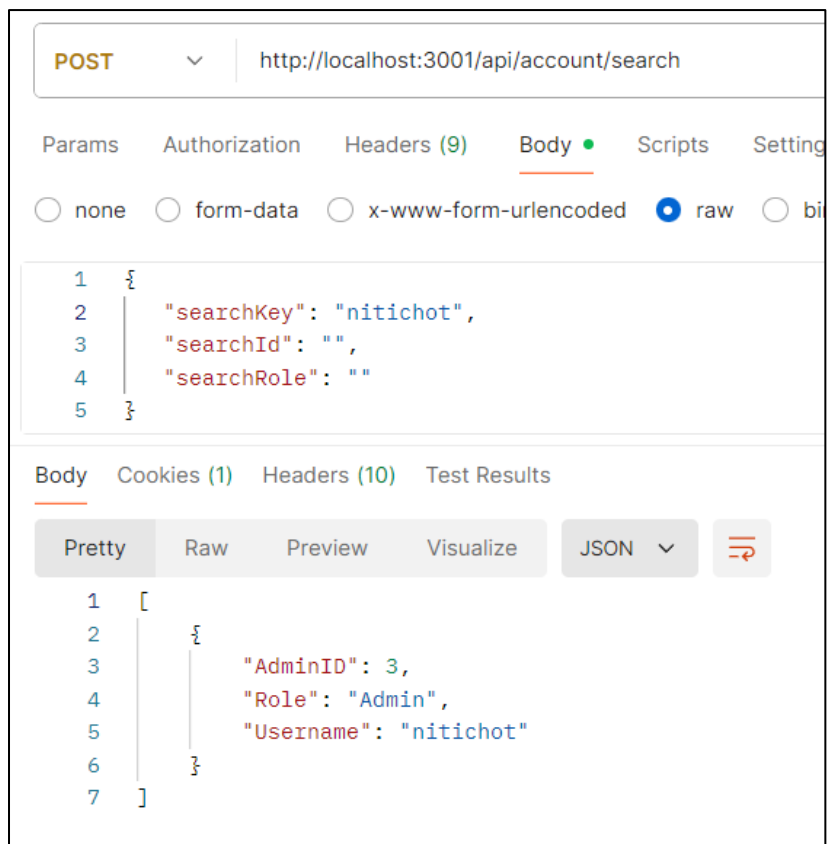 POST http://localhost:3001/api/account/search
Params Authorization Headers (9) Body Scripts Setting
none form-data x-www-form-urlencoded raw bi
1 {
2 "searchKey": "nitichot",
3 "searchId": "",
4 "searchRole": ""
5 }
Body Cookies (1) Headers (10) Test Results
Pretty Raw Preview Visualize JSON
1 [
2 {
3 "AdminID": 3,
4 "Role": "Admin",
5 "Username": "nitichot"
6 }
7 ]